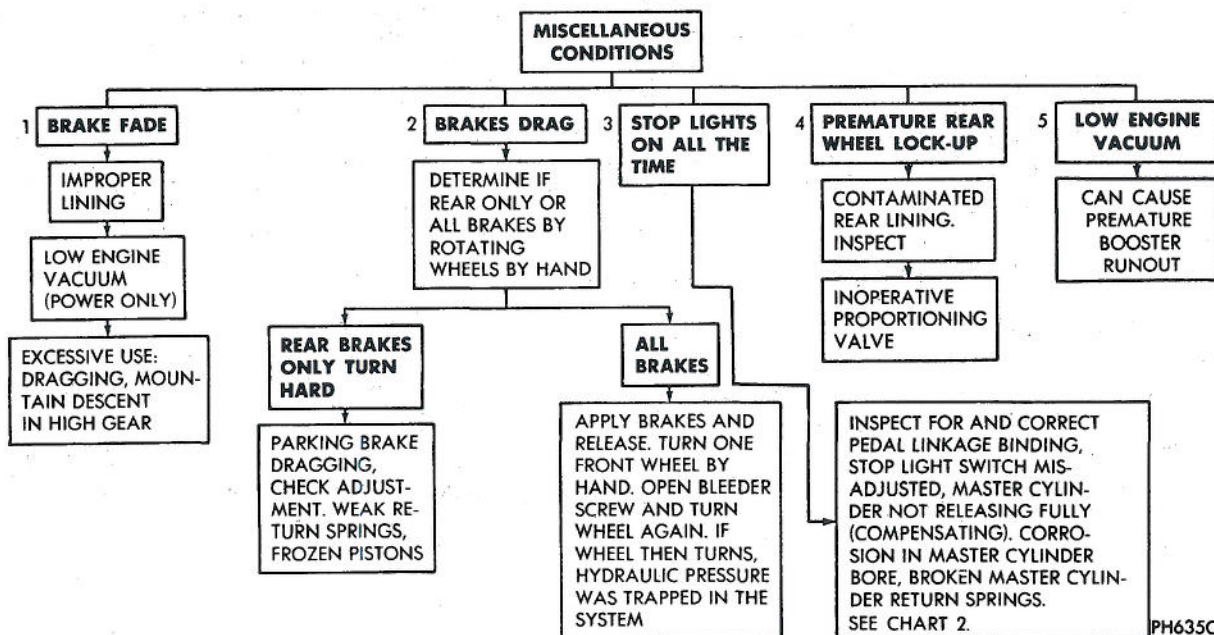 MISCELLANEOUS
CONDITIONS
1 BRAKE FADE
IMPROPER
LINING
LOW ENGINE
VACUUM
(POWER ONLY)
EXCESSIVE USE:
DRAGGING, MOUN-
TAIN DESCENT
IN HIGH GEAR
2 BRAKES DRAG
DETERMINE IF
REAR ONLY OR
ALL BRAKES BY
ROTATING
WHEELS BY HAND
REAR BRAKES
ONLY TURN
HARD
PARKING BRAKE
DRAGGING,
CHECK ADJUST-
MENT. WEAK RE-
TURN SPRINGS,
FROZEN PISTONS
ALL
BRAKES
APPLY BRAKES AND
RELEASE. TURN ONE
FRONT WHEEL BY
HAND. OPEN BLEEDER
SCREW AND TURN
WHEEL AGAIN. IF
WHEEL THEN TURNS,
HYDRAULIC PRESSURE
WAS TRAPPED IN THE
SYSTEM
3 STOP LIGHTS
ON ALL THE
TIME
INSPECT FOR AND CORRECT
PEDAL LINKAGE BINDING,
STOP LIGHT SWITCH MIS-
ADJUSTED, MASTER CYLIN-
DER NOT RELEASING FULLY
(COMPENSATING). CORRO-
SION IN MASTER CYLINDER
BORE, BROKEN MASTER CYLIN-
DER RETURN SPRINGS.
SEE CHART 2.
4 PREMATURE REAR
WHEEL LOCK-UP
CONTAMINATED
REAR LINING.
INSPECT
INOPERATIVE
PROPORTIONING
VALVE
5 LOW ENGINE
VACUUM
CAN CAUSE
PREMATURE
BOOSTER
RUNOUT
PH635C